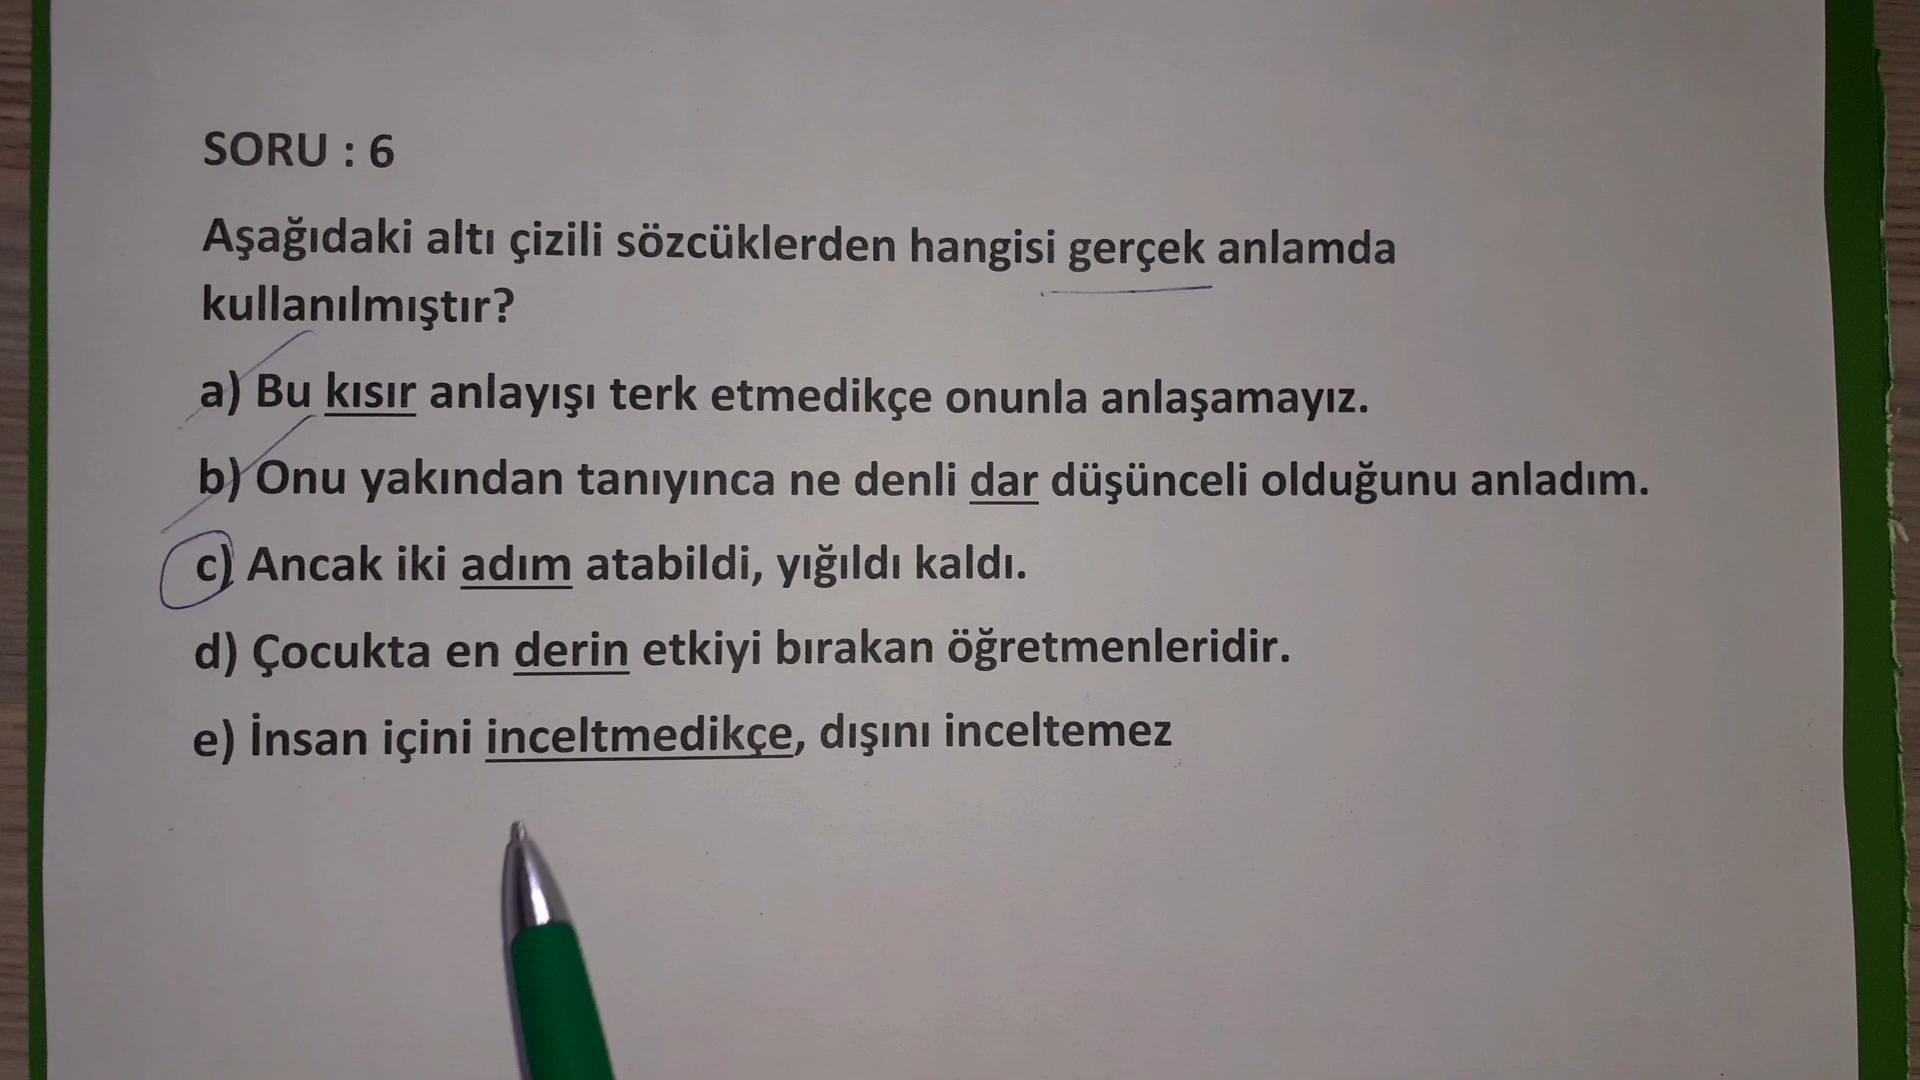 SORU : 6
Aşağıdaki altı çizili sözcüklerden hangisi gerçek anlamda
kullanılmıştır?
a) Bu kısır anlayışı terk etmedikçe onunla anlaşamayız.
b) Onu yakından tanıyınca ne denli dar düşünceli olduğunu anladım.
c) Ancak iki adım atabildi, yığıldı kaldı.
d) Çocukta en derin etkiyi bırakan öğretmenleridir.
e) İnsan içini inceltmedikçe, dışını inceltemez